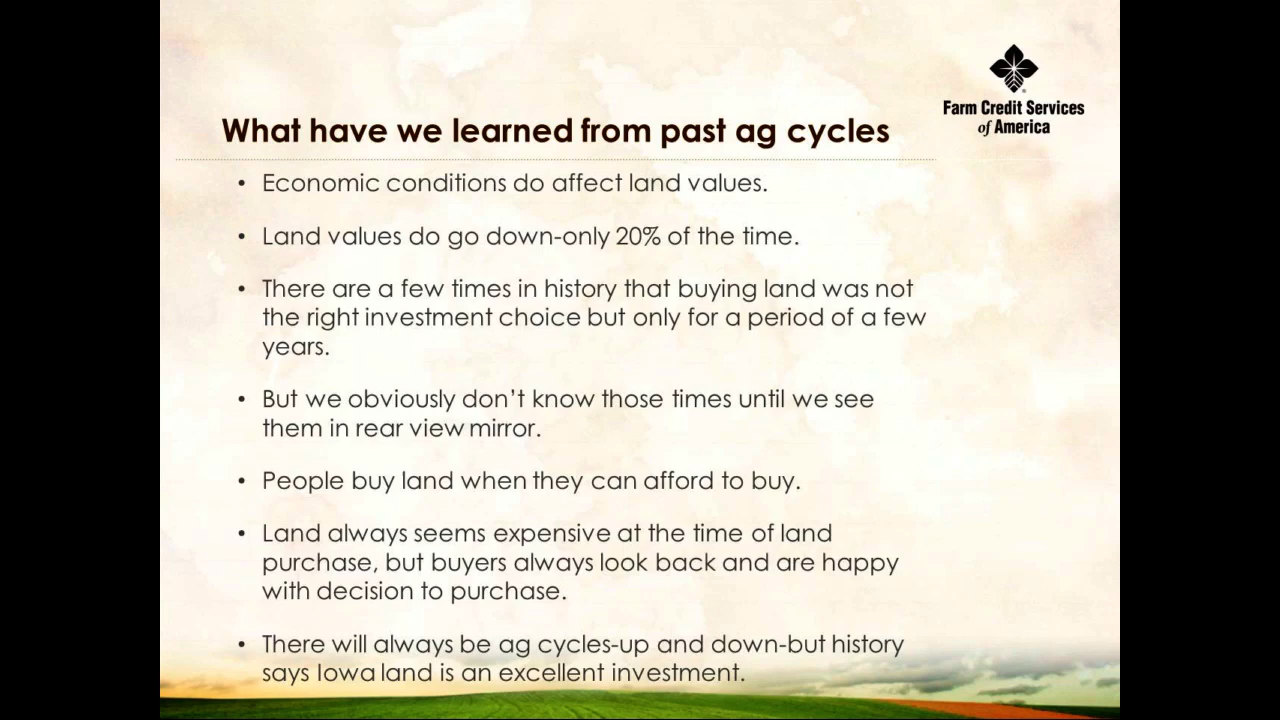 Farm Credit Services
of America
What have we learned from past ag cycles
• Economic conditions do affect land values.
• Land values do go down-only 20% of the time.
• There are a few times in history that buying land was not
the right investment choice but only for a period of a few
years.
• But we obviously don’t know those times until we see
them in rear view mirror.
• People buy land when they can afford to buy.
• Land always seems expensive at the time of land
purchase, but buyers always look back and are happy
with decision to purchase.
• There will always be ag cycles-up and down-but history
says Iowa land is an excellent investment.